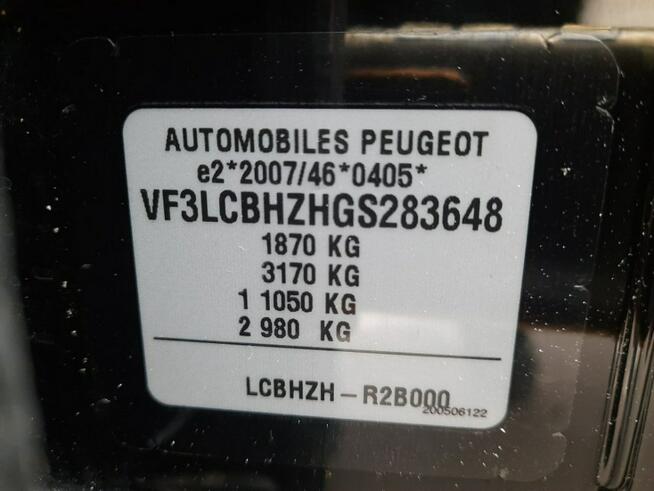 AUTOMOBILES PEUGEOT
e2*2007/46*0405*
VF3LCBHZHGS283648
1870 KG
3170 KG
1 1050 KG
2 980 KG
LCBHZH - R2B000
200506122